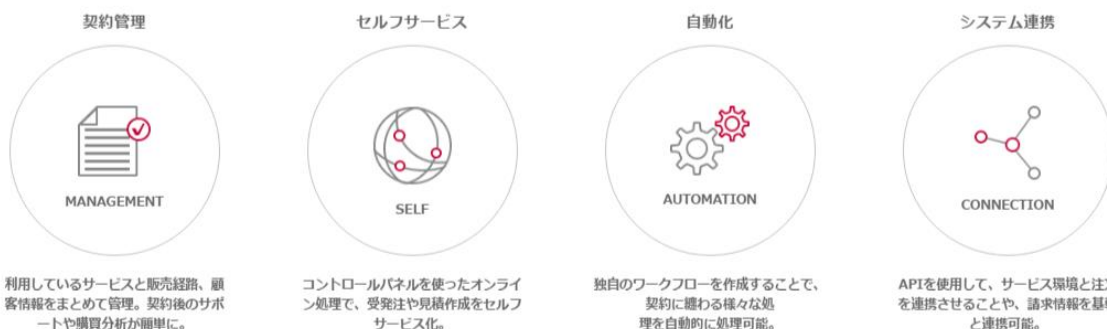 契約管理
MANAGEMENT
利用しているサービスと販売経路、顧
客情報をまとめて管理。契約後のサポ
ートや購買分析が簡単に。
セルフサービス
SELF
コントロールパネルを使ったオンライ
ン処理で、受発注や見積作成をセルフ
サービス化。
自動化
AUTOMATION
独自のワークフローを作成することで、
契約に纏わる様々な処
理を自動的に処理可能。
システム連携
CONNECTION
APIを使用して、サービス環境と注
を連携させることや、請求情報を基
と連携可能。